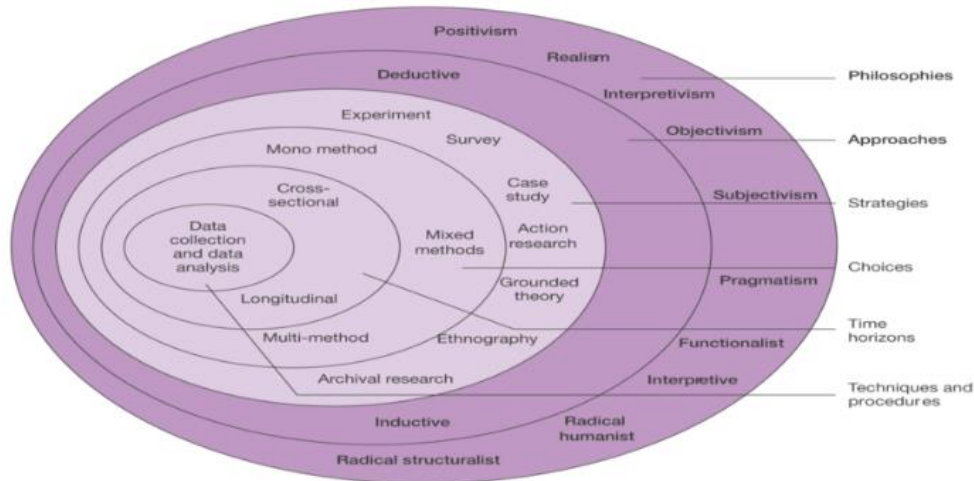 Positivism
Realism
Deductive
Philosophies
Interpretivism
Experiment
Objectivism
Survey
Approaches
Mono method
Cross-
sectional
Case
study
Subjectivism
Strategies
Data
collection
and data
analysis
Mixed
methods
Action
research
Choices
Grounded
theory
Pragmatism
Longitudinal
Time
horizons
Multi-method
Ethnography
Functionalist
Archival research
Interpretive
Techniques and
procedures
Inductive
Radical
humanist
Radical structuralist